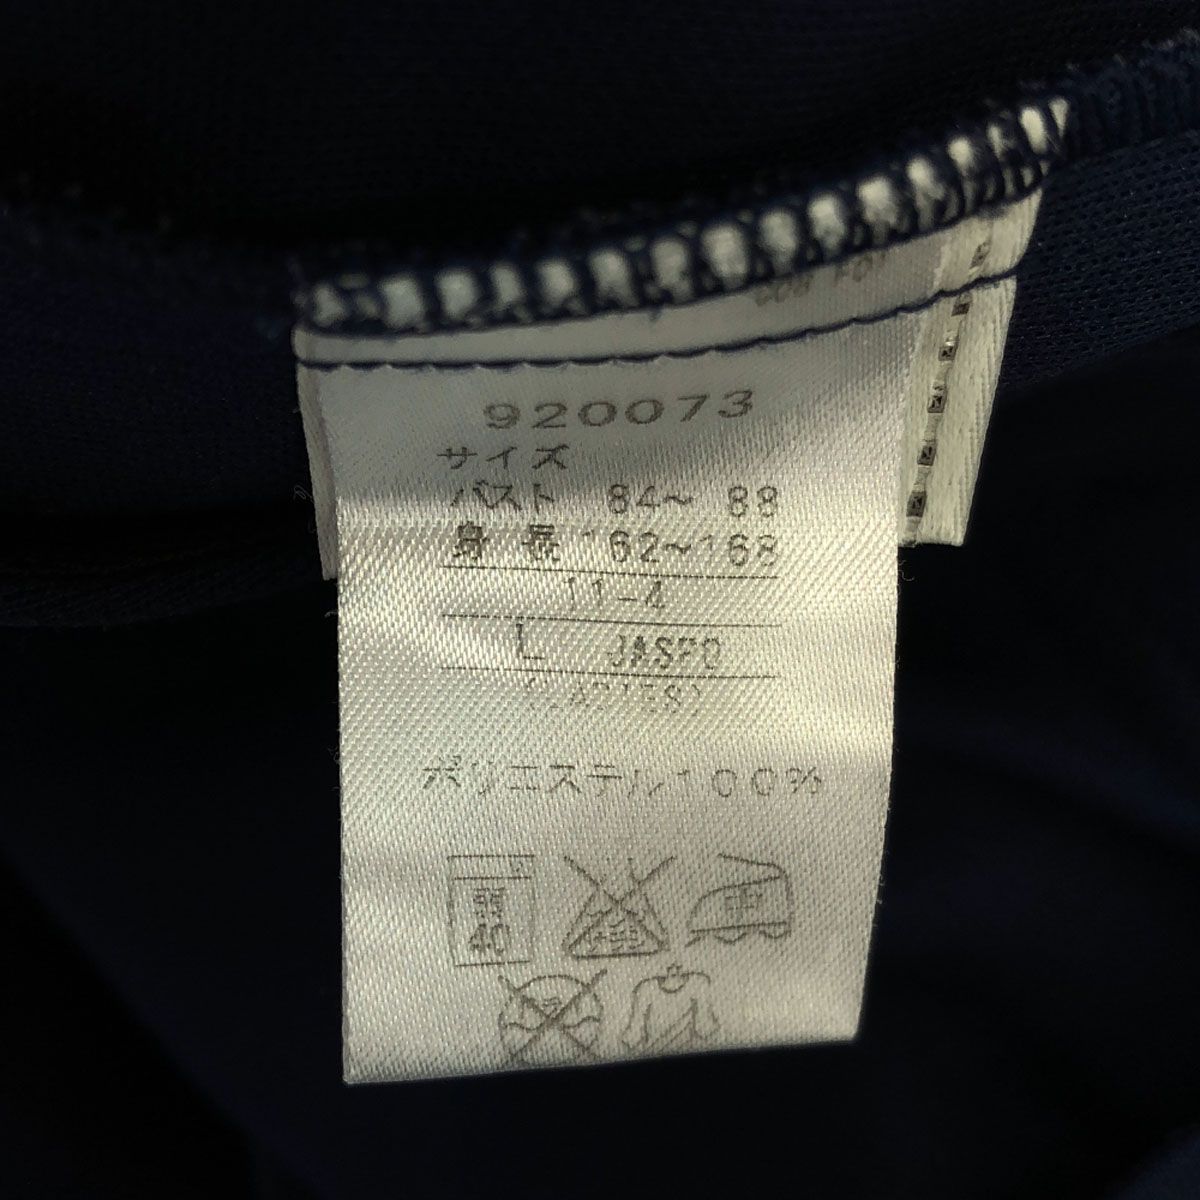 920073
サイズ
バスト 84~ 88
身 長 162~168
11-4
L JASPO
(LADIES)
ポリエステル100%
弱
40
中